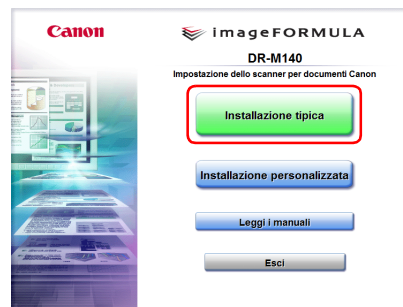 Canon
imageFORMULA
DR-M140
Impostazione dello scanner per documenti Canon
Installazione tipica
Installazione personalizzata
Leggi i manuali
Esci